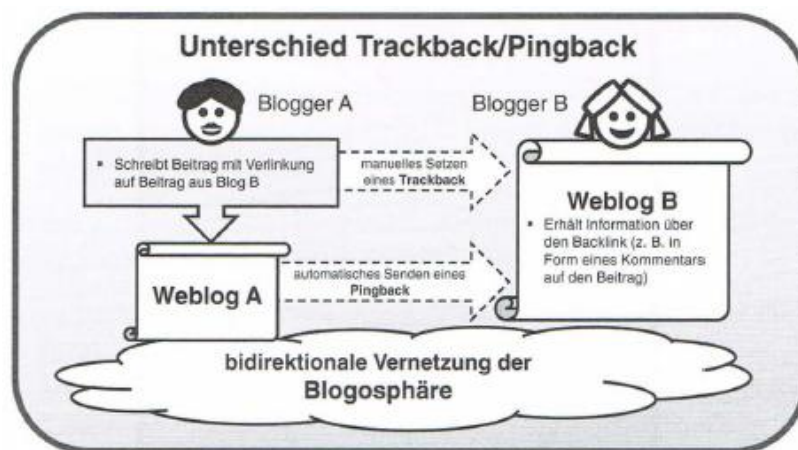 Unterschied Trackback/Pingback
Blogger A
Blogger B
▪ Schreibt Beitrag mit Verlinkung
auf Beitrag aus Blog B
manuelles Setzen
eines Trackback
Weblog B
▪ Erhält Information über
den Backlink (z. B. in
Form eines Kommentars
auf den Beitrag)
Weblog A
automatisches Senden eines
Pingback
bidirektionale Vernetzung der
Blogosphäre